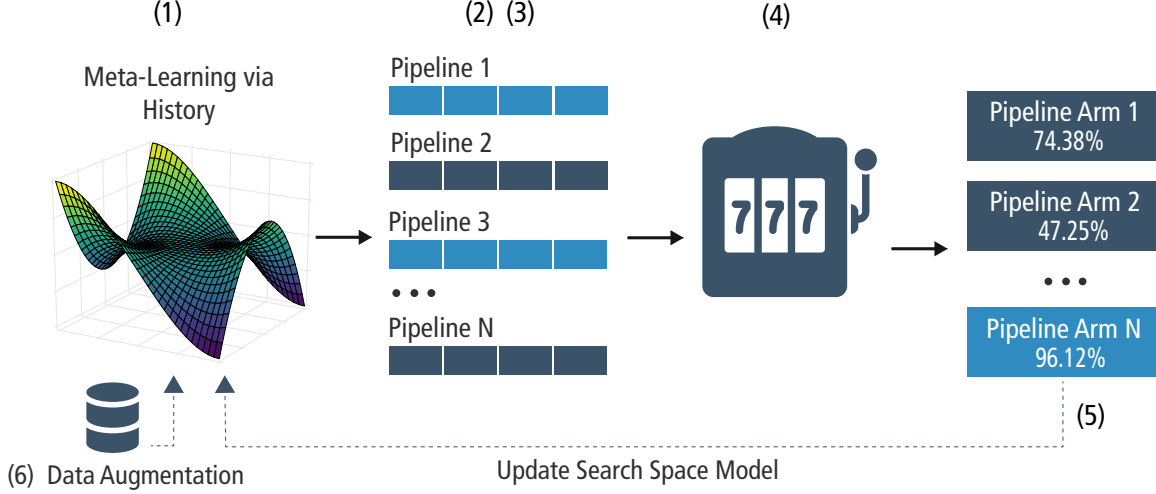 (1)
(2) (3)
(4)
Meta-Learning via
History
Pipeline 1
Pipeline 2
Pipeline 3
• • •
Pipeline N
777
Pipeline Arm 1
74.38%
Pipeline Arm 2
47.25%
• • •
Pipeline Arm N
96.12%
(5)
(6) Data Augmentation
Update Search Space Model